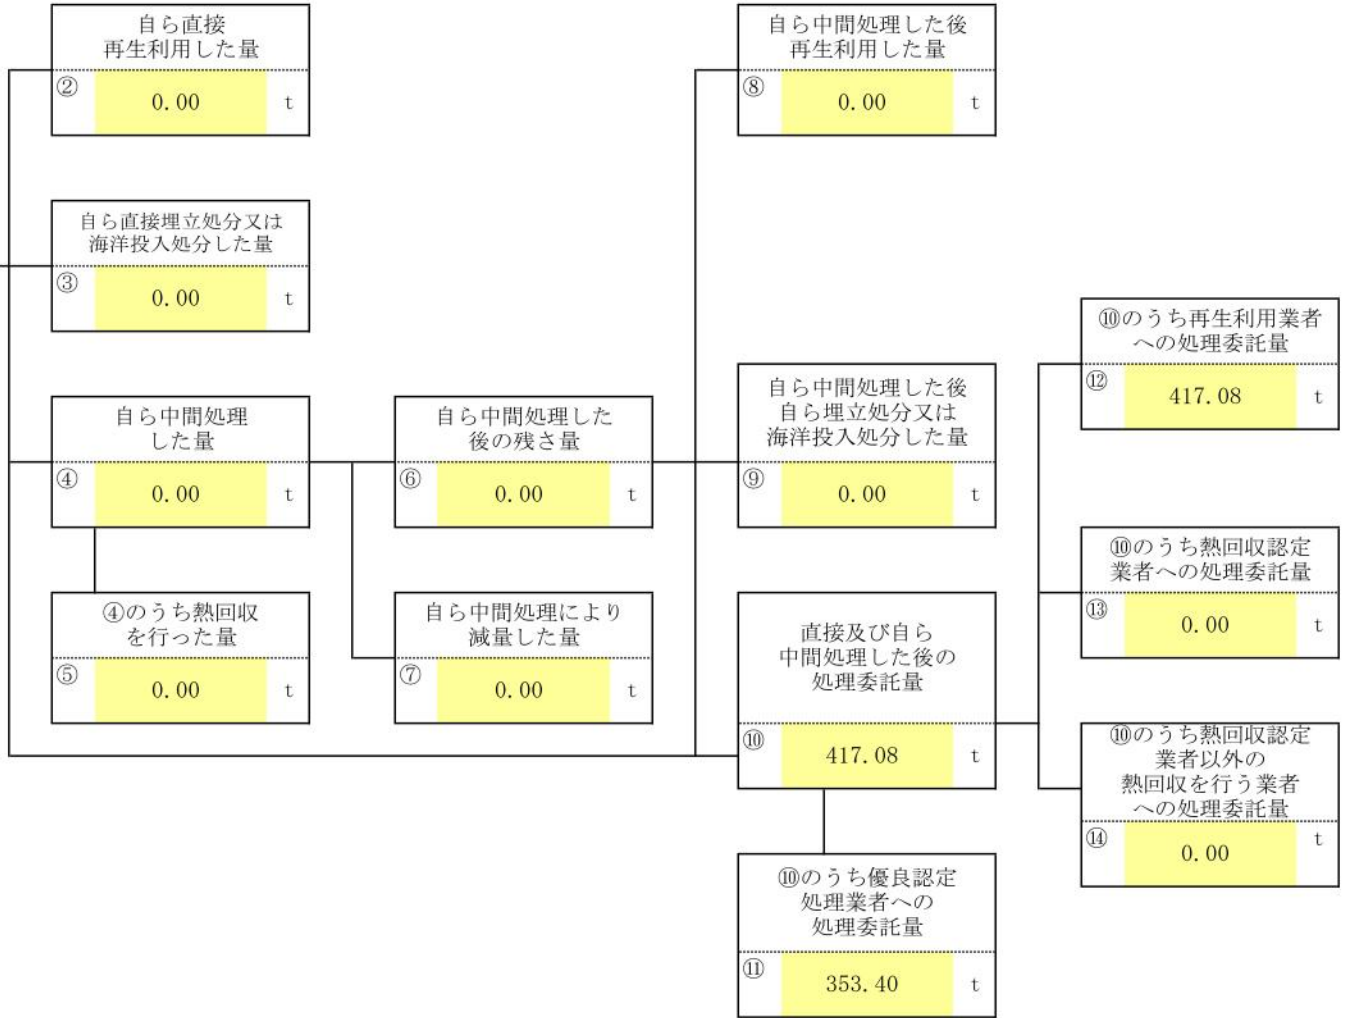 自ら直接
再生利用した量
② 0.00 t
自ら直接埋立処分又は
海洋投入処分した量
③ 0.00 t
自ら中間処理
した量
④ 0.00 t
④のうち熱回収
を行った量
⑤ 0.00 t
自ら中間処理した
後の残さ量
⑥ 0.00 t
自ら中間処理により
減量した量
⑦ 0.00 t
自ら中間処理した後
再生利用した量
⑧ 0.00 t
自ら中間処理した後
自ら埋立処分又は
海洋投入処分した量
⑨ 0.00 t
直接及び自ら
中間処理した後の
処理委託量
⑩ 417.08 t
⑩のうち優良認定
処理業者への
処理委託量
⑪ 353.40 t
⑩のうち再生利用業者
への処理委託量
⑫ 417.08 t
⑩のうち熱回収認定
業者への処理委託量
⑬ 0.00 t
⑩のうち熱回収認定
業者以外の
熱回収を行う業者
への処理委託量
⑭ 0.00 t